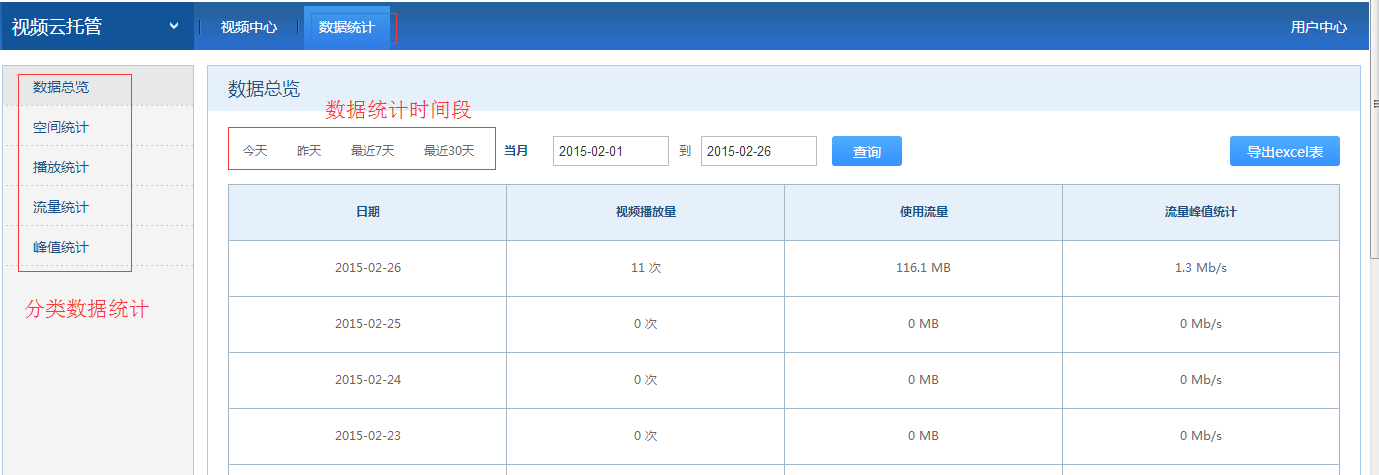 视频云托管 视频中心 数据统计 用户中心
数据总览
空间统计
播放统计
流量统计
峰值统计
分类数据统计
数据总览
数据统计时间段
今天 昨天 最近7天 最近30天 当月 2015-02-01 到 2015-02-26 查询 导出excel表
日期 视频播放量 使用流量 流量峰值统计
2015-02-26 11 次 116.1 MB 1.3 Mb/s
2015-02-25 0 次 0 MB 0 Mb/s
2015-02-24 0 次 0 MB 0 Mb/s
2015-02-23 0 次 0 MB 0 Mb/s